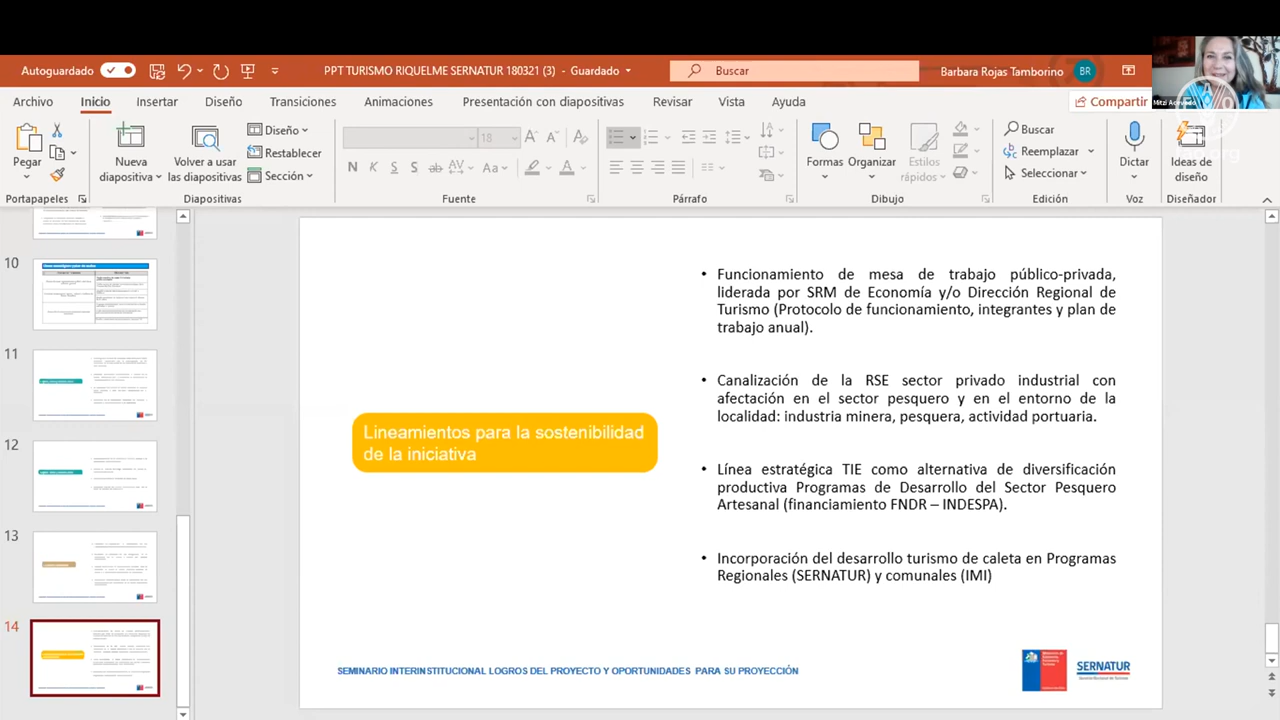 Autoguardado
PPT TURISMO RIQUELME SERNATUR 180321 (3) - Guardado
Buscar
Barbara Rojas Tamborino
BR
Mitzi Acevedo
Archivo Inicio Insertar Diseño Transiciones Animaciones Presentación con diapositivas Revisar Vista Ayuda
Compartir
Pegar
Nueva diapositiva
Volver a usar las diapositivas
Diseño
Restablecer
Sección
18
N K S S ab AV Aa A
Formas
Organizar
Estilos rápidos
Buscar
Reemplazar
Seleccionar
Dictar
Ideas de diseño
Portapapeles Diapositivas Fuente Párrafo Dibujo Edición Voz Diseñador
10
11
12
13
14
Lineamientos para la sostenibilidad
de la iniciativa
• Funcionamiento de mesa de trabajo público-privada,
liderada por SRM de Economía y/o Dirección Regional de
Turismo (Protocolo de funcionamiento, integrantes y plan de
trabajo anual).
• Canalización de la RSE sector privado industrial con
afectación en el sector pesquero y en el entorno de la
localidad: industria minera, pesquera, actividad portuaria.
• Línea estratégica TIE como alternativa de diversificación
productiva Programas de Desarrollo del Sector Pesquero
Artesanal (financiamiento FNDR – INDESPA).
• Incorporación del desarrollo turismo de caleta en Programas
Regionales (SERNATUR) y comunales (IMI)
SEMINARIO INTERINSTITUCIONAL LOGROS DEL PROYECTO Y OPORTUNIDADES PARA SU PROYECCIÓN
SERNATUR